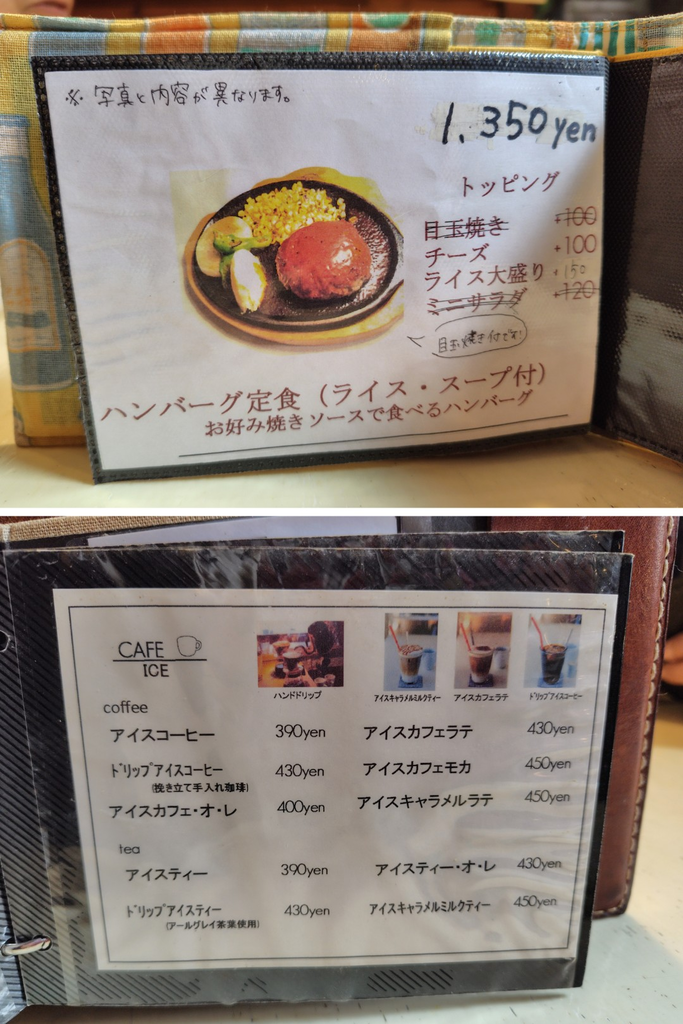 ※ 写真と内容が異なります。
1.350yen
トッピング
目玉焼き +100
チーズ +100
ライス大盛り +150
ミニサラダ +120
目玉焼き付です!
ハンバーグ定食（ライス・スープ付）
お好み焼きソースで食べるハンバーグ
CAFE
ICE
ハンドドリップ
アイスキャラメルミルクティー
アイスカフェラテ
ドリップアイスコーヒー
coffee
アイスコーヒー 390yen
ドリップアイスコーヒー 430yen
(挽き立て手入れ珈琲)
アイスカフェ・オ・レ 400yen
アイスカフェラテ 430yen
アイスカフェモカ 450yen
アイスキャラメルラテ 450yen
tea
アイスティー 390yen
ドリップアイスティー 430yen
(アールグレイ茶葉使用)
アイスティー・オ・レ 430yen
アイスキャラメルミルクティー 450yen